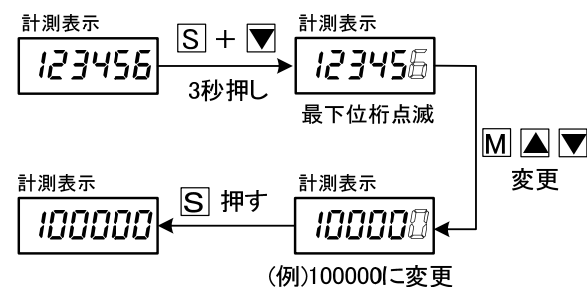 計測表示
123456
S + ▼
3秒押し
計測表示
123456
最下位桁点滅
M ▲ ▼
変更
計測表示
100000
(例)100000に変更
S 押す
計測表示
100000